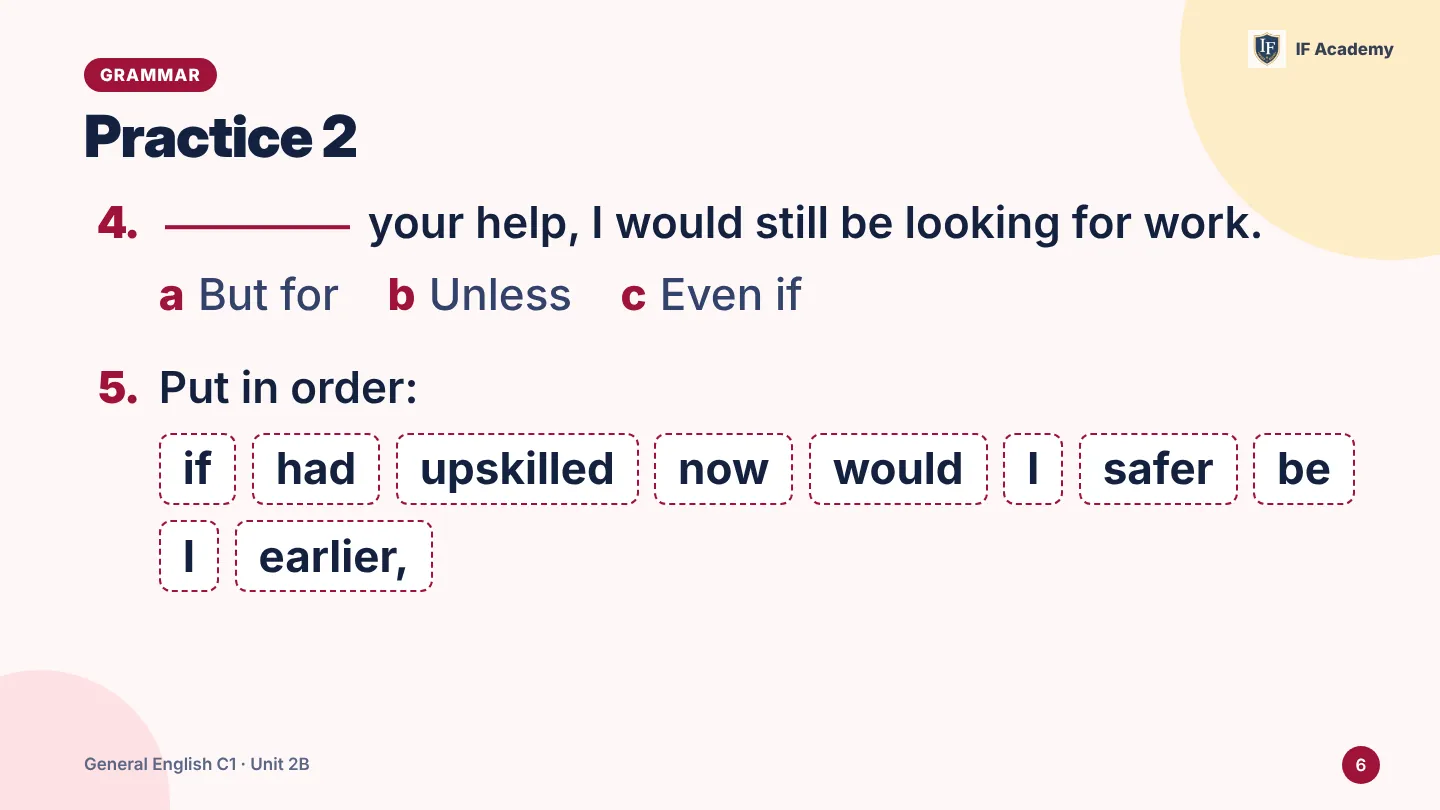 IF Academy
GRAMMAR
Practice 2
4. ________ your help, I would still be looking for work.
a But for b Unless c Even if
5. Put in order:
if had upskilled now would I safer be
I earlier,
General English C1 · Unit 2B
6